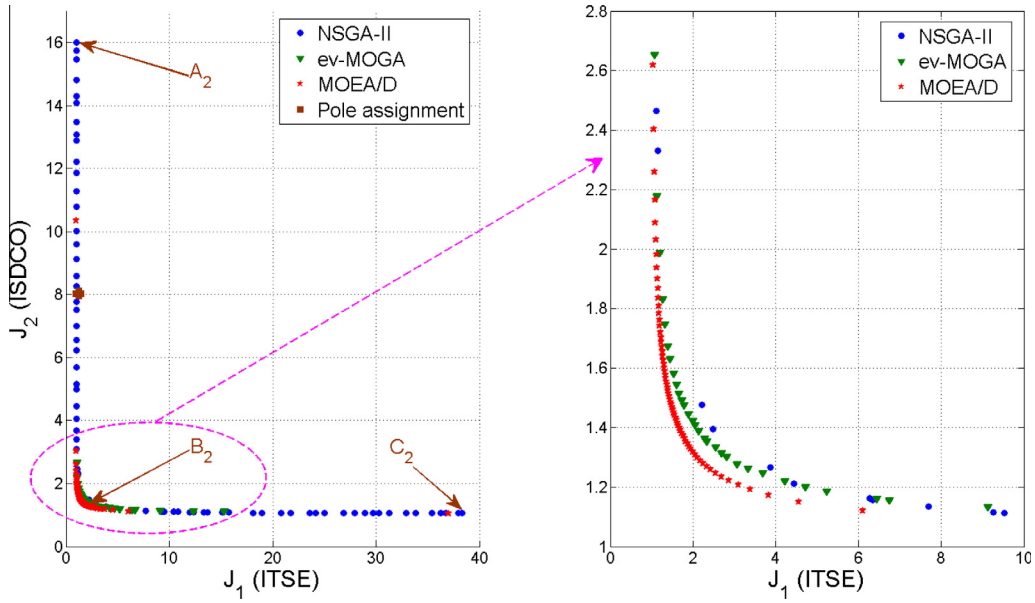 18
16
14
12
10
8
6
4
2
0
J2 (ISDCO)
0
10
20
30
40
J1 (ITSE)
NSGA-II
ev-MOGA
MOEA/D
Pole assignment
A2
B2
C2
2.8
2.6
2.4
2.2
2
1.8
1.6
1.4
1.2
1
0
2
4
6
8
10
J1 (ITSE)
NSGA-II
ev-MOGA
MOEA/D